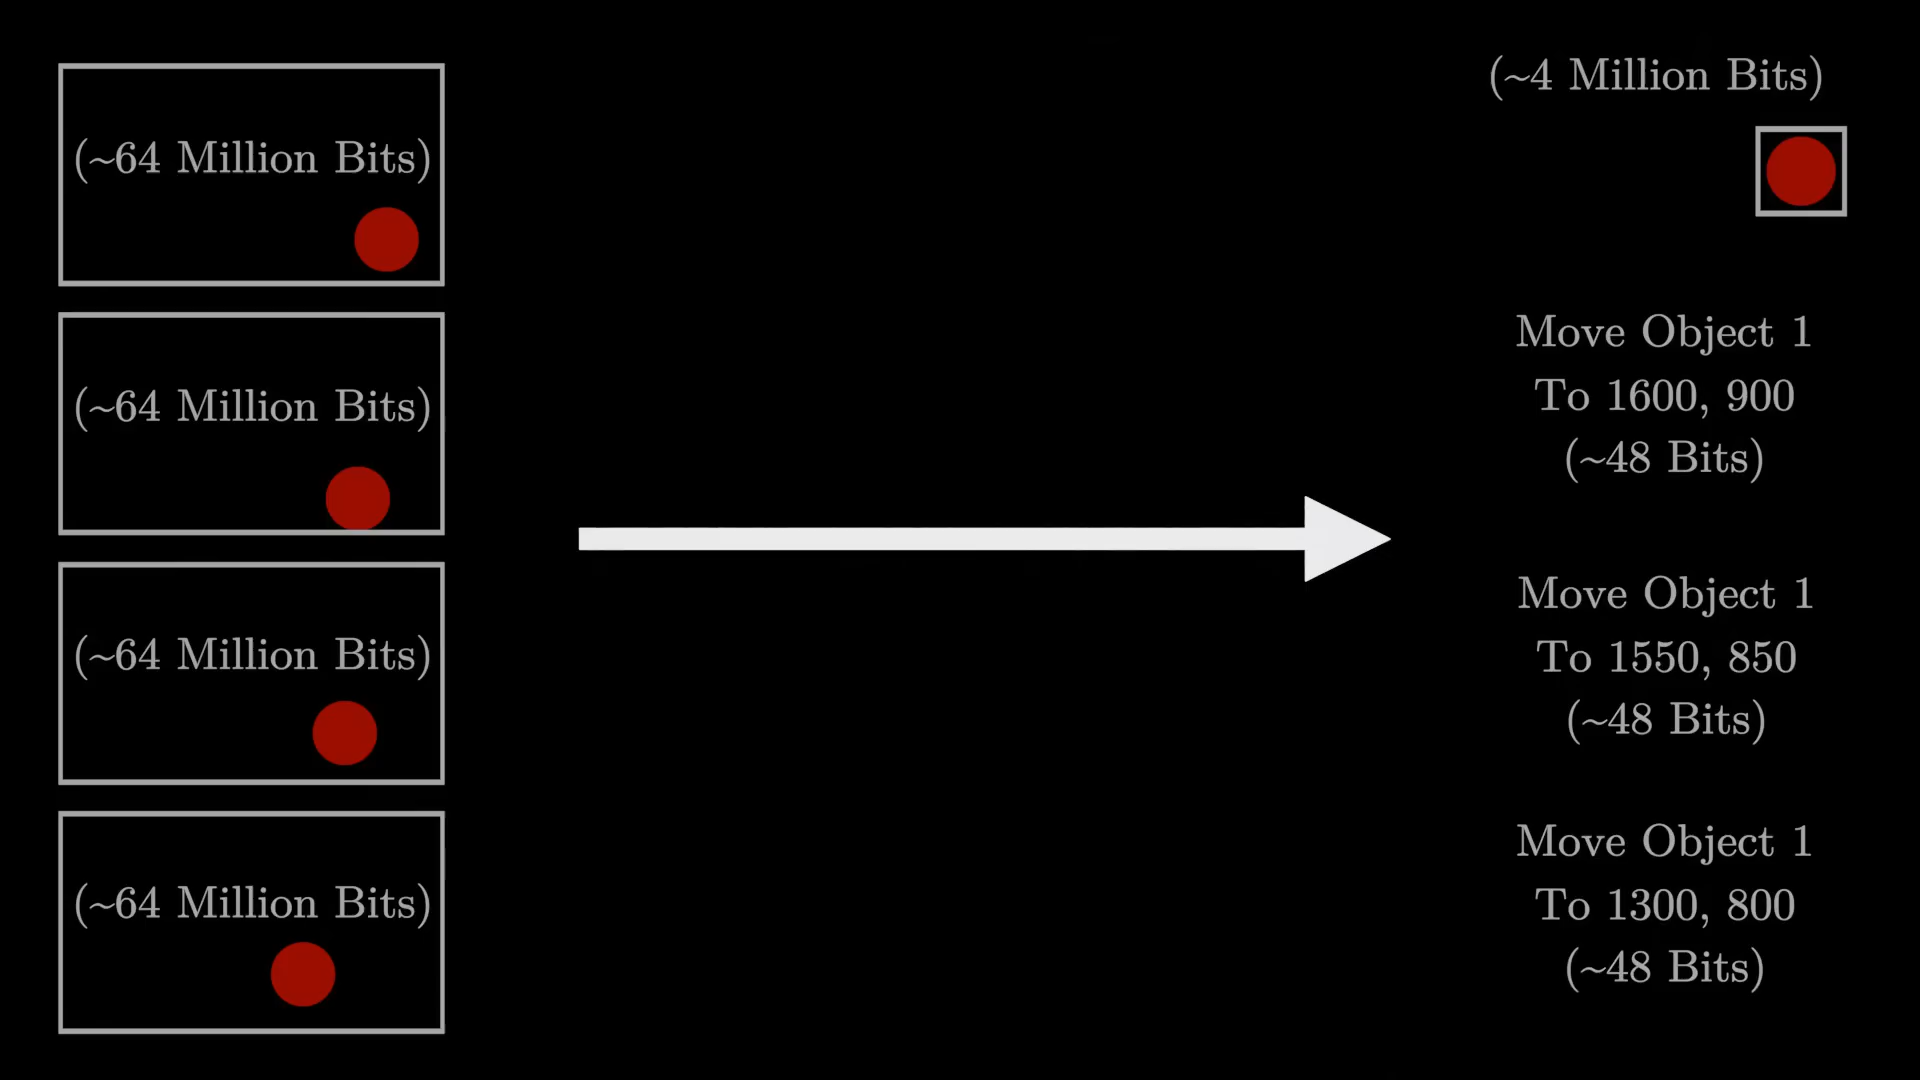 (~64 Million Bits)
(~64 Million Bits)
(~64 Million Bits)
(~64 Million Bits)
(~4 Million Bits)
Move Object 1
To 1600, 900
(~48 Bits)
Move Object 1
To 1550, 850
(~48 Bits)
Move Object 1
To 1300, 800
(~48 Bits)